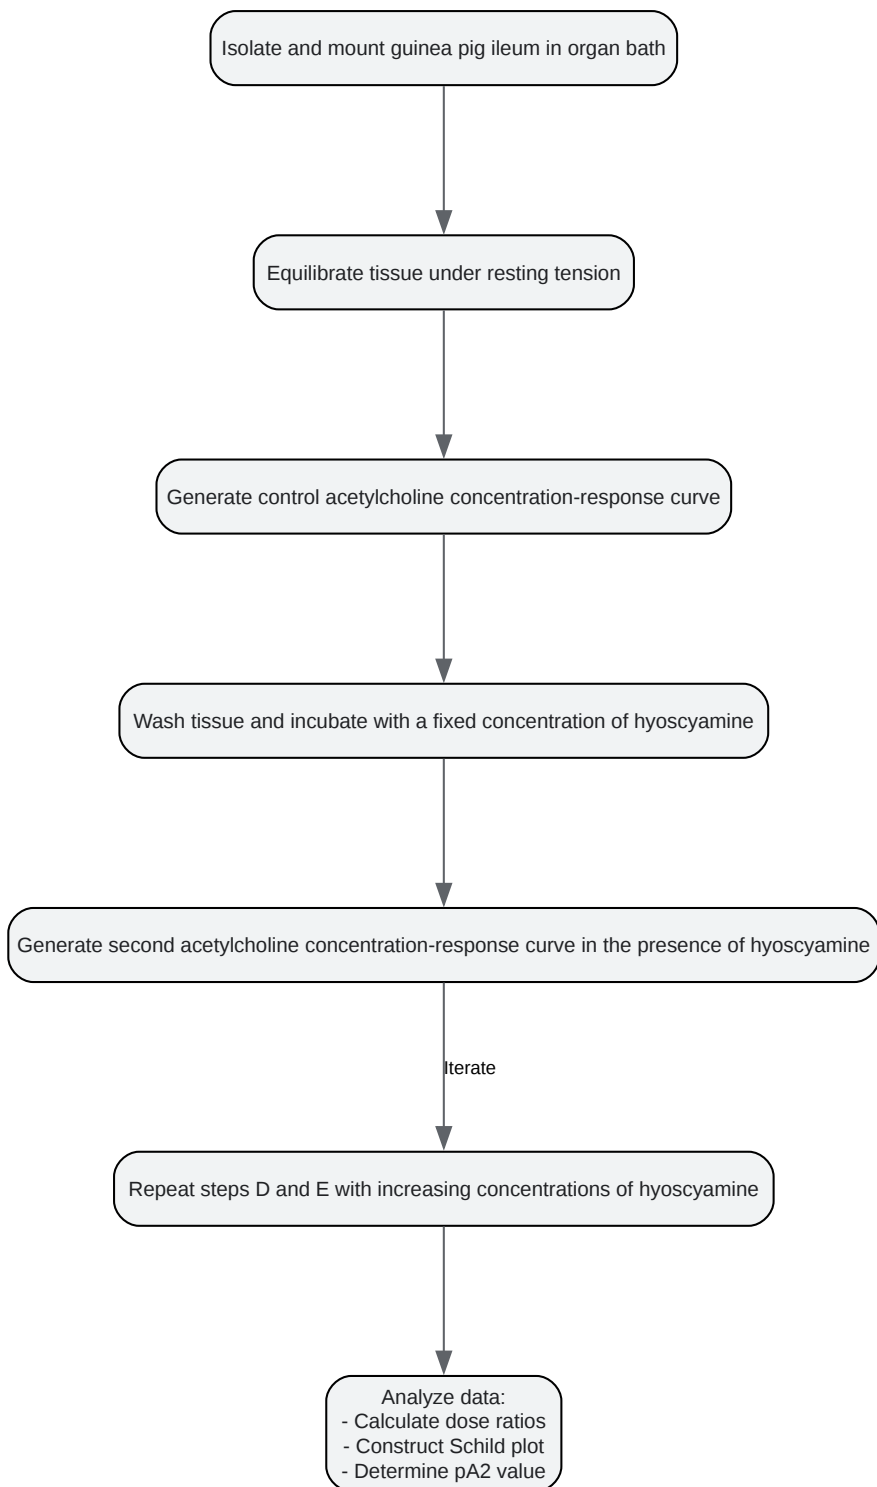 Isolate and mount guinea pig ileum in organ bath
Equilibrate tissue under resting tension
Generate control acetylcholine concentration-response curve
Wash tissue and incubate with a fixed concentration of hyoscyamine
Generate second acetylcholine concentration-response curve in the presence of hyoscyamine
Iterate
Repeat steps D and E with increasing concentrations of hyoscyamine
Analyze data:
- Calculate dose ratios
- Construct Schild plot
- Determine pA2 value